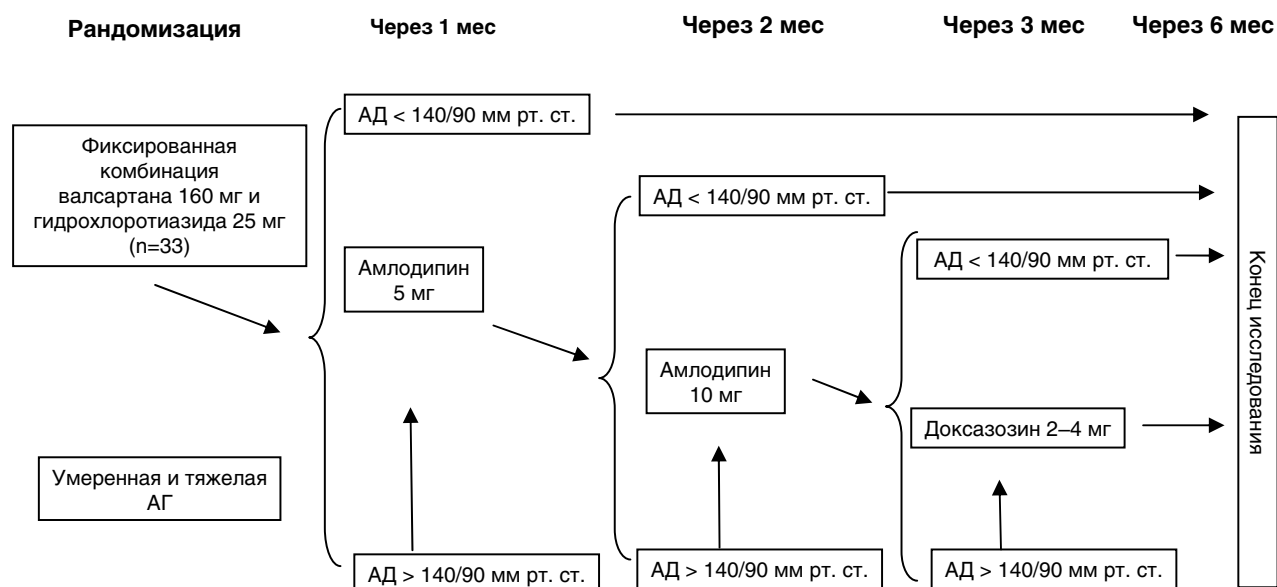 Рандомизация
Через 1 мес
Через 2 мес
Через 3 мес
Через 6 мес
АД < 140/90 мм рт. ст.
Фиксированная
комбинация
валсартана 160 мг и
гидрохлоротиазида 25 мг
(n=33)
АД < 140/90 мм рт. ст.
АД < 140/90 мм рт. ст.
Амлодипин
5 мг
Амлодипин
10 мг
Доксазозин 2–4 мг
Умеренная и тяжелая
АГ
АД > 140/90 мм рт. ст.
АД > 140/90 мм рт. ст.
АД > 140/90 мм рт. ст.
Конец исследования